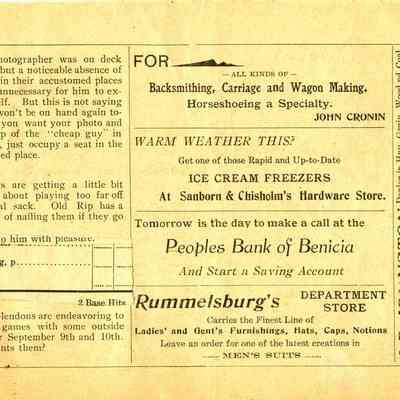 hotographer was on deck
but a noticeable absence of
in their accustomed places
unnecessary for him to ex-
lf. But this is not saying
won't be on hand again to-
you want your photo and
p of the "cheap guy" in
, just occupy a seat in the
ed place.
s are getting a little bit
about playing too far off
al sack. Old Rip has a
of nailing them if they go
to him with pleasure.
g, p
2 Base Hits
lendous are endeavoring to
games with some outside
r September 9th and 10th.
nts them?
FOR
— ALL KINDS OF —
Backsmithing, Carriage and Wagon Making.
Horseshoeing a Specialty.
JOHN CRONIN
WARM WEATHER THIS?
Get one of those Rapid and Up-to-Date
ICE CREAM FREEZERS
At Sanborn & Chisholm's Hardware Store.
Tomorrow is the day to make a call at the
Peoples Bank of Benicia
And Start a Saving Account
Rummelsburg's DEPARTMENT STORE
Carries the Finest Line of
Ladies' and Gent's Furnishings, Hats, Caps, Notions
Leave an order for one of the latest creations in
MEN'S SUITS